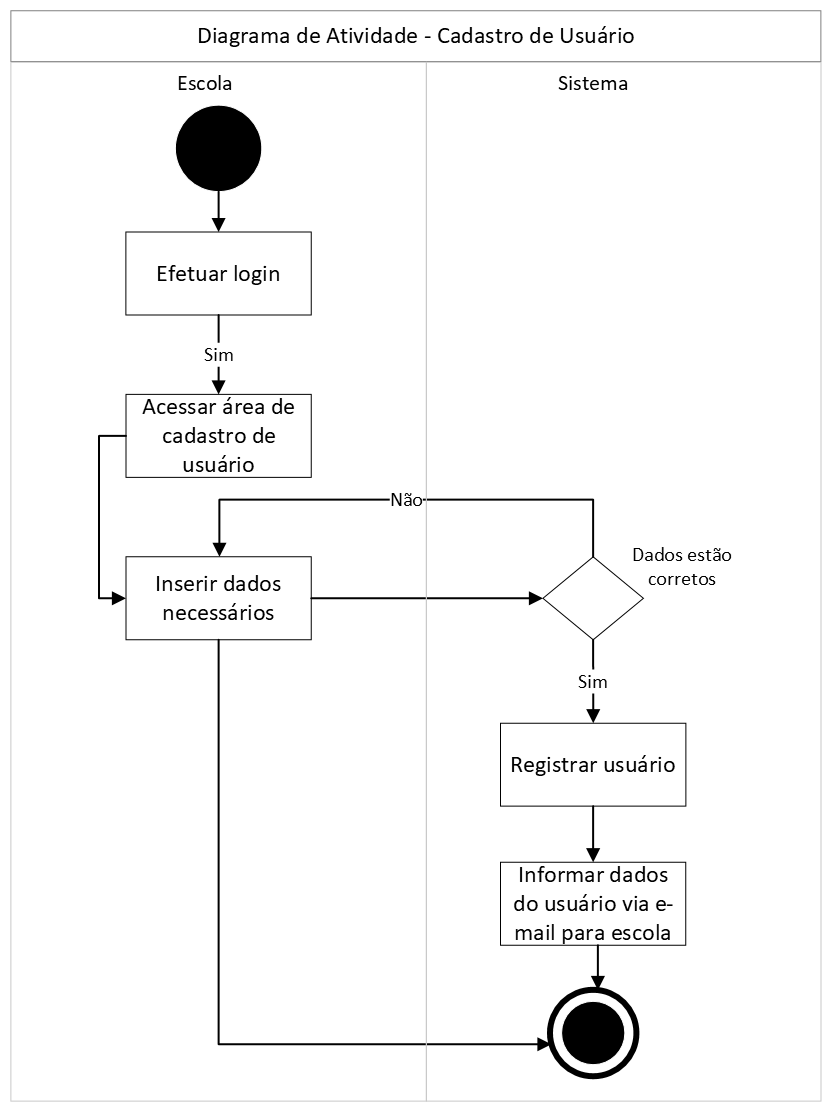 Diagrama de Atividade - Cadastro de Usuário
Escola
Sistema
Efetuar login
Sim
Acessar área de
cadastro de
usuário
Não
Dados estão
corretos
Inserir dados
necessários
Sim
Registrar usuário
Informar dados
do usuário via e-
mail para escola